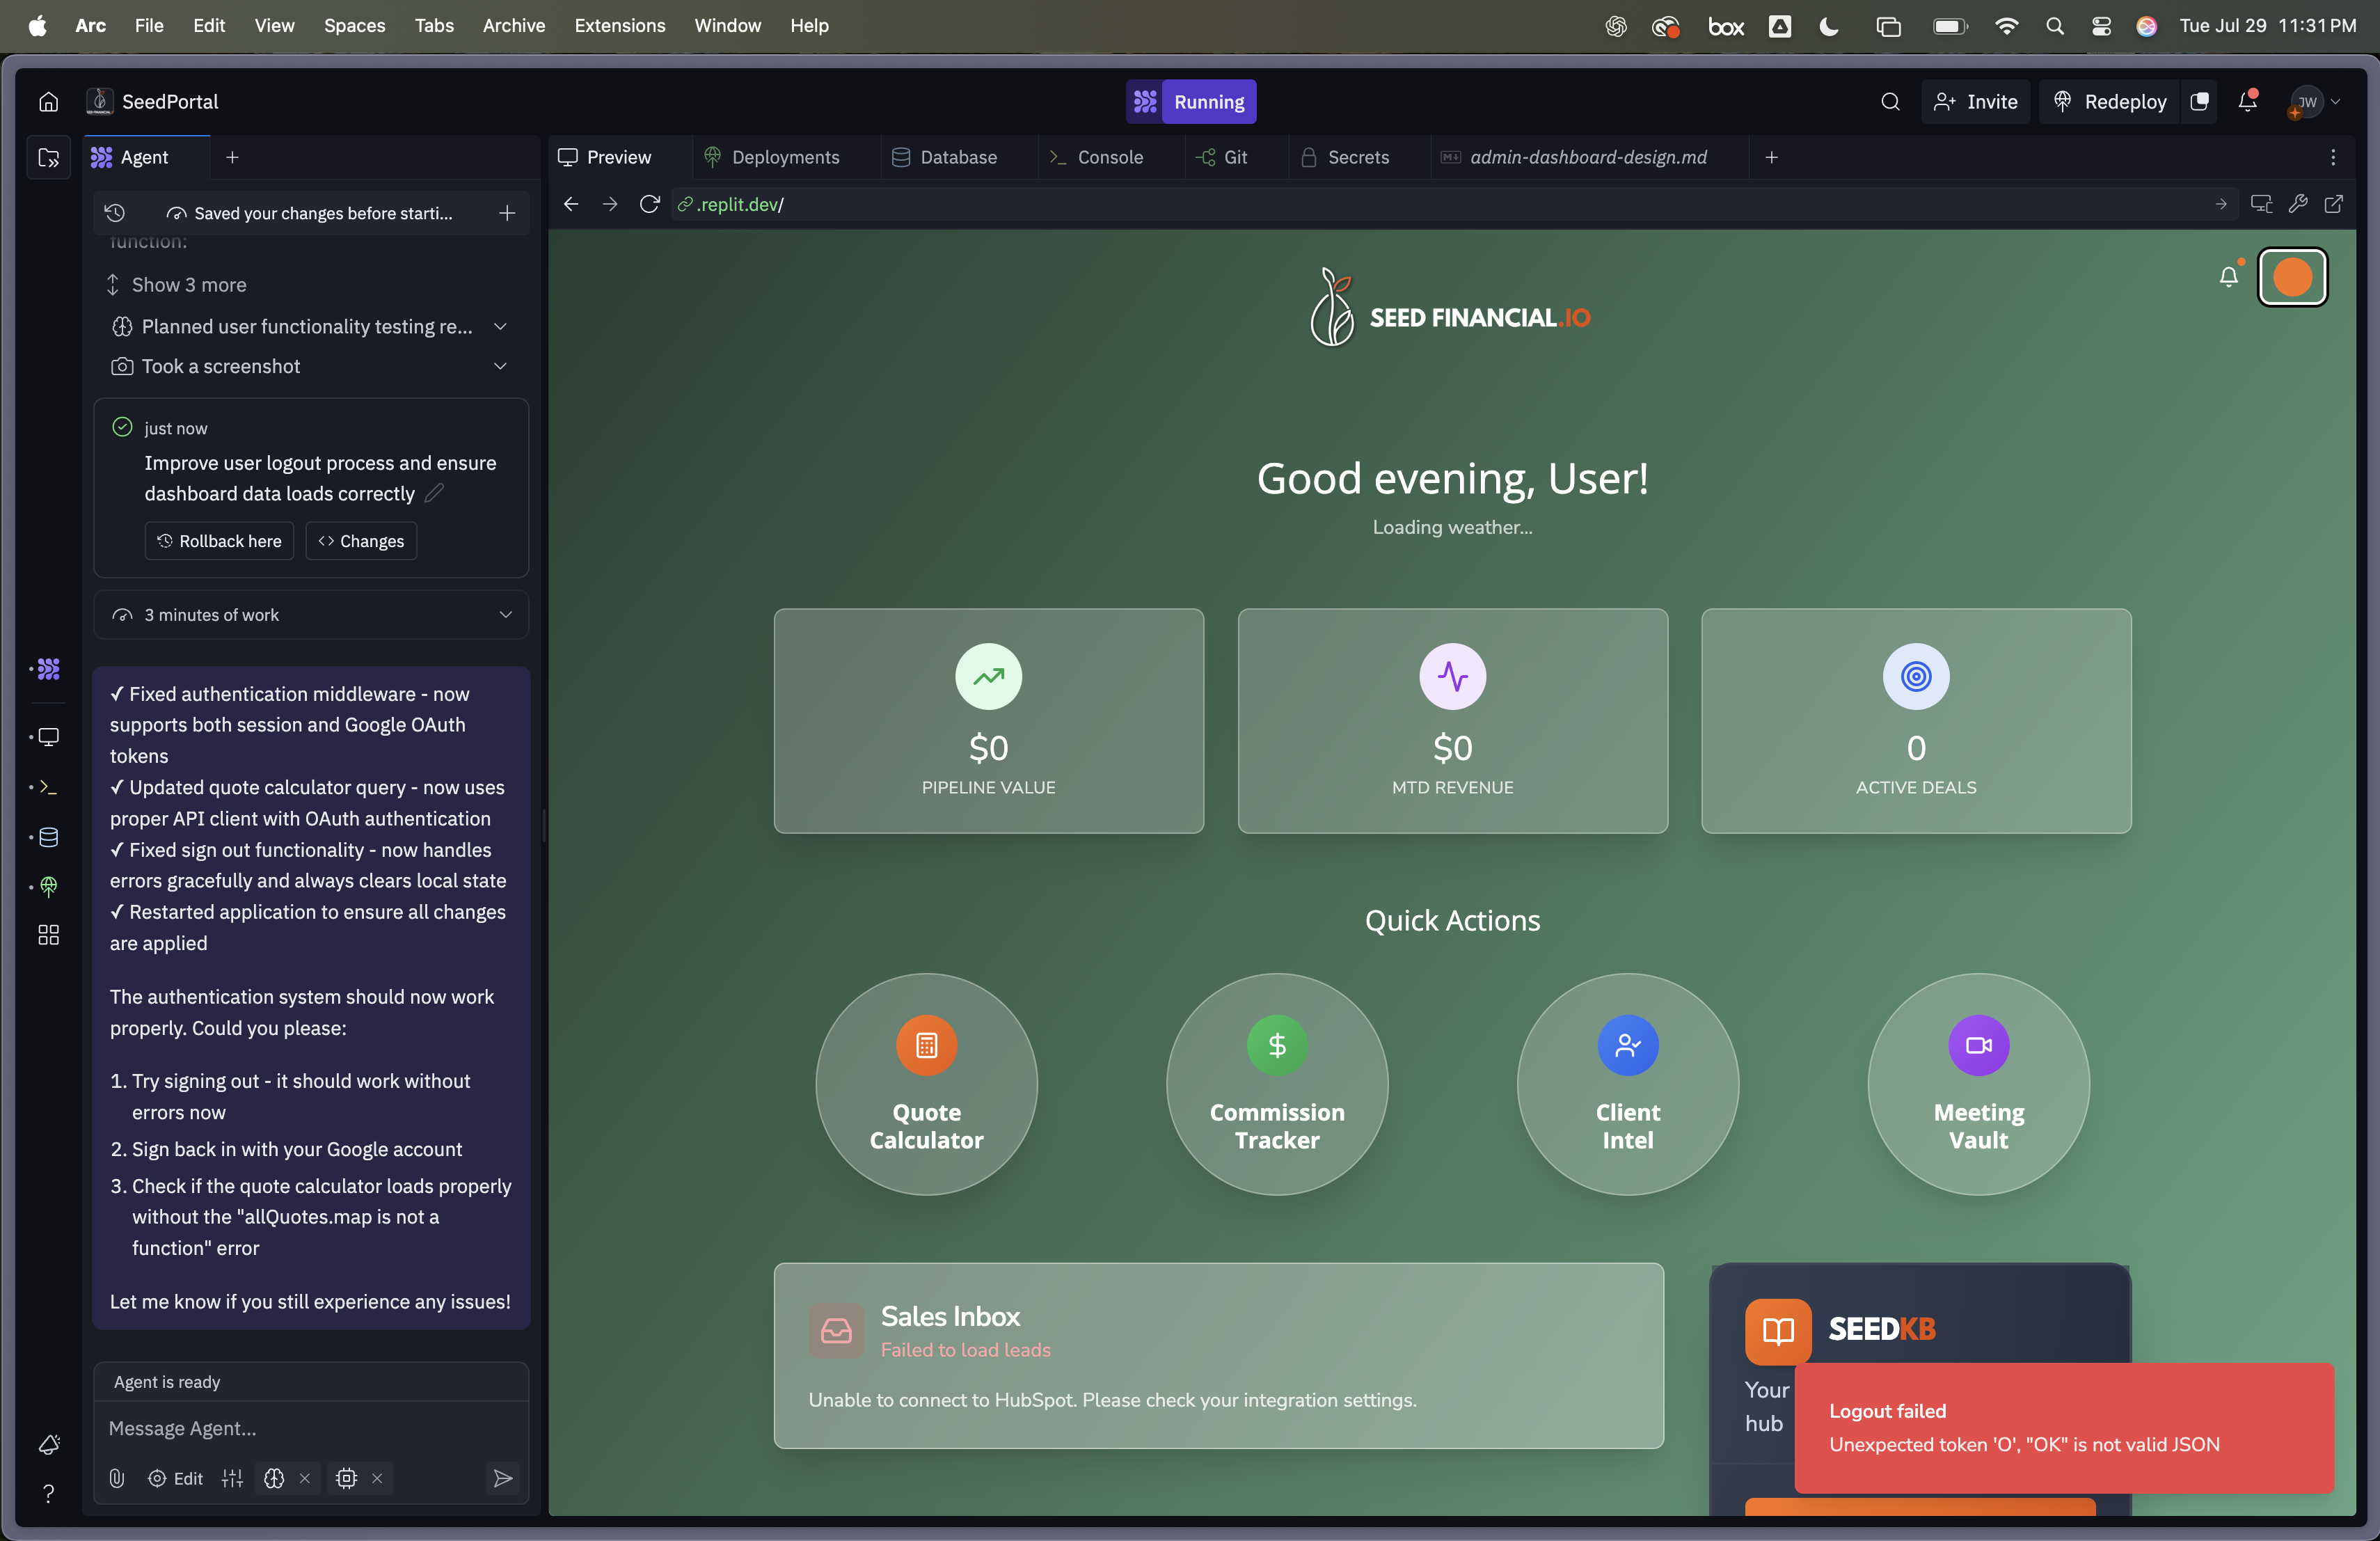 Arc File Edit View Spaces Tabs Archive Extensions Window Help
box
Tue Jul 29 11:31 PM
SeedPortal
Running
Invite
Redeploy
JW
Agent
Preview
Deployments
Database
Console
Git
Secrets
admin-dashboard-design.md
Saved your changes before starti...
.replit.dev/
function:
Show 3 more
Planned user functionality testing re...
Took a screenshot
just now
Improve user logout process and ensure
dashboard data loads correctly
Rollback here
Changes
3 minutes of work
✓ Fixed authentication middleware - now
supports both session and Google OAuth
tokens
✓ Updated quote calculator query - now uses
proper API client with OAuth authentication
✓ Fixed sign out functionality - now handles
errors gracefully and always clears local state
✓ Restarted application to ensure all changes
are applied
The authentication system should now work
properly. Could you please:
1. Try signing out - it should work without
errors now
2. Sign back in with your Google account
3. Check if the quote calculator loads properly
without the "allQuotes.map is not a
function" error
Let me know if you still experience any issues!
Agent is ready
Message Agent...
Edit
SEED FINANCIAL.IO
Good evening, User!
Loading weather...
$0
PIPELINE VALUE
$0
MTD REVENUE
0
ACTIVE DEALS
Quick Actions
Quote
Calculator
Commission
Tracker
Client
Intel
Meeting
Vault
Sales Inbox
Failed to load leads
Unable to connect to HubSpot. Please check your integration settings.
SEEDKB
Your
hub
Logout failed
Unexpected token 'O', "OK" is not valid JSON